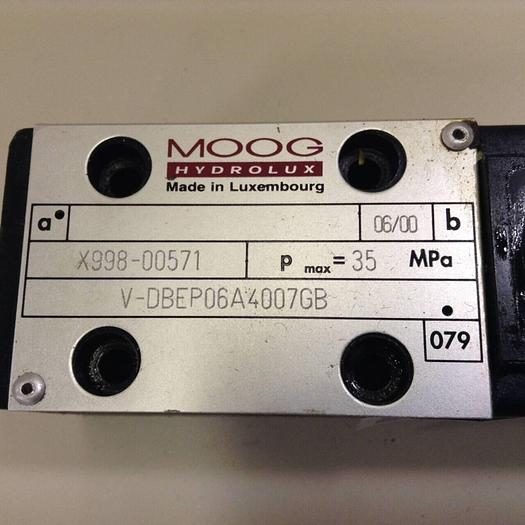 MOOG
HYDROLUX
Made in Luxembourg
a 06/00 b
X998-00571 P max = 35 MPa
V-DBEP06A4007GB
079